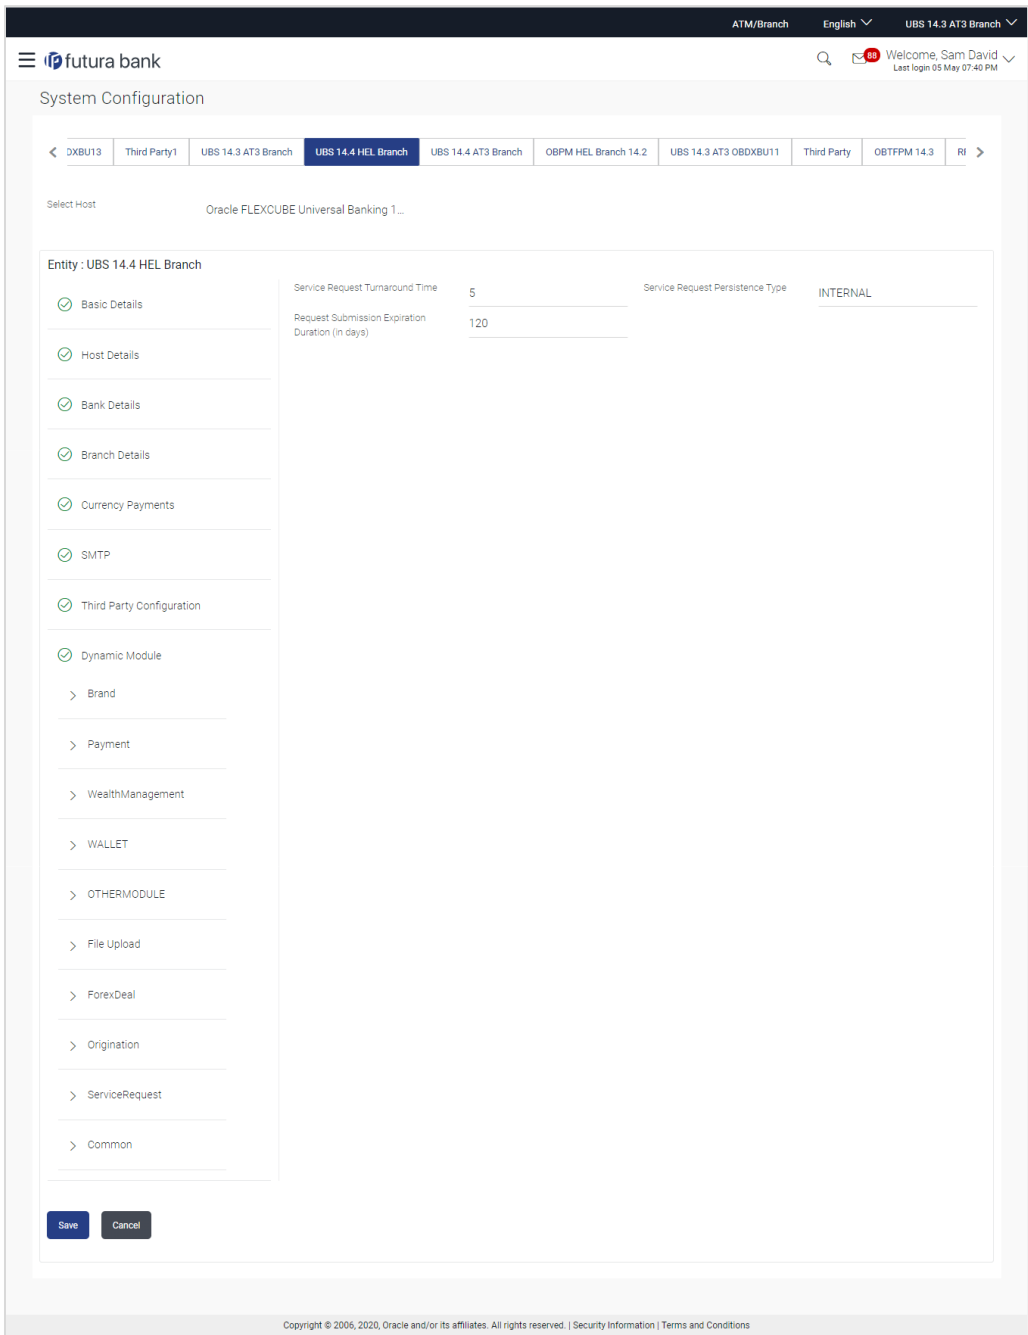 ATM/Branch English UBS 14.3 AT3 Branch
futura bank 88 Welcome, Sam David
Last login 05 May 07:40 PM
System Configuration
DXBU13 Third Party1 UBS 14.3 AT3 Branch UBS 14.4 HEL Branch UBS 14.4 AT3 Branch OBPM HEL Branch 14.2 UBS 14.3 AT3 OBDXBU11 Third Party OBTFPM 14.3
Select Host Oracle FLEXCUBE Universal Banking 1...
Entity : UBS 14.4 HEL Branch
Basic Details
Host Details
Bank Details
Branch Details
Currency Payments
SMTP
Third Party Configuration
Dynamic Module
Brand
Payment
WealthManagement
WALLET
OTHERMODULE
File Upload
ForexDeal
Origination
ServiceRequest
Common
Service Request Turnaround Time 5 Service Request Persistence Type INTERNAL
Request Submission Expiration
Duration (in days) 120
Save Cancel
Copyright © 2006, 2020, Oracle and/or its affiliates. All rights reserved. | Security Information | Terms and Conditions